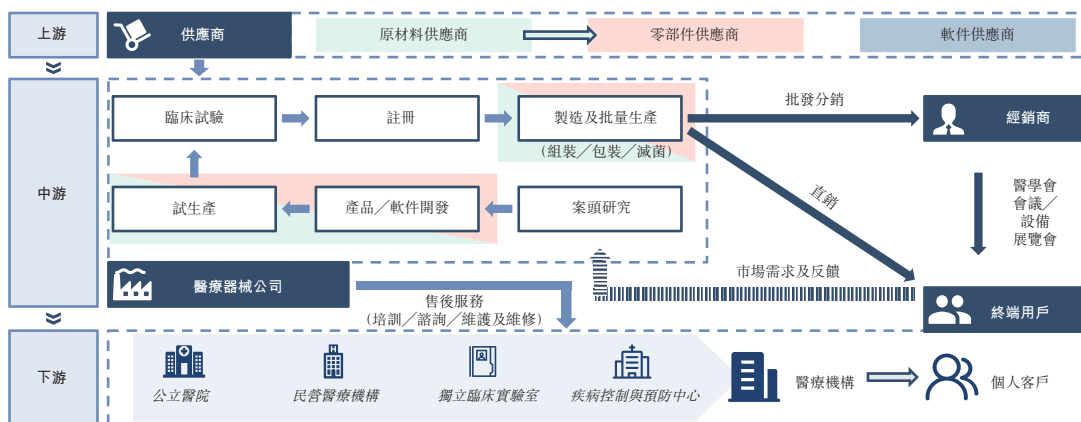 上游
供應商
原材料供應商
零部件供應商
軟件供應商
中游
臨床試驗
註冊
製造及批量生產
(組裝／包裝／滅菌)
批發分銷
經銷商
試生產
產品／軟件開發
案頭研究
直銷
醫學會
會議／
設備
展覽會
醫療器械公司
售後服務
(培訓／諮詢／維護及維修)
市場需求及反饋
終端用戶
下游
公立醫院
民營醫療機構
獨立臨床實驗室
疾病控制與預防中心
醫療機構
個人客戶